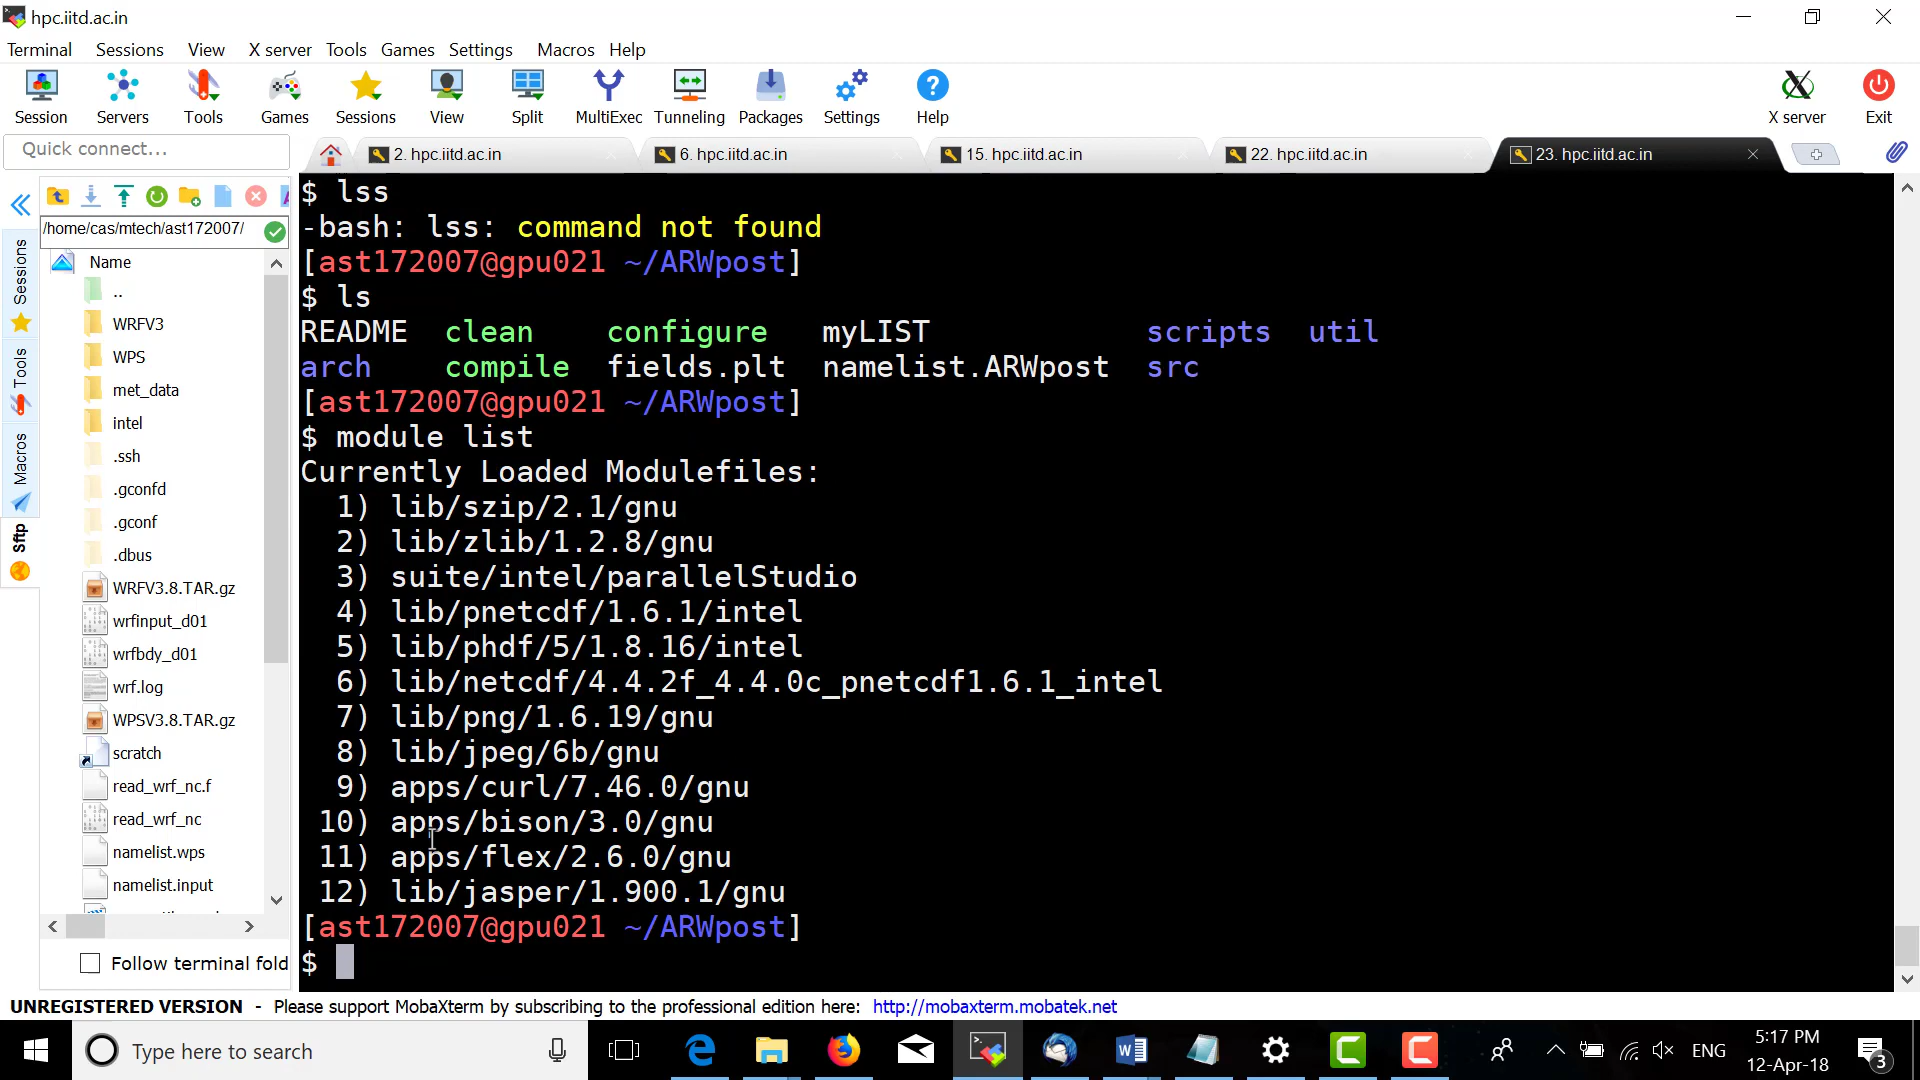 hpc.iitd.ac.in
Terminal Sessions View X server Tools Games Settings Macros Help
Session Servers Tools Games Sessions View Split MultiExec Tunneling Packages Settings Help X server Exit
Quick connect...
2. hpc.iitd.ac.in 6. hpc.iitd.ac.in 15. hpc.iitd.ac.in 22. hpc.iitd.ac.in 23. hpc.iitd.ac.in
/home/cas/mtech/ast172007/
Sessions
Tools
Macros
Sftp
Name
..
WRFV3
WPS
met_data
intel
.ssh
.gconfd
.gconf
.dbus
WRFV3.8.TAR.gz
wrfinput_d01
wrfbdy_d01
wrf.log
WPSV3.8.TAR.gz
scratch
read_wrf_nc.f
read_wrf_nc
namelist.wps
namelist.input
Follow terminal fold
$ lss
-bash: lss: command not found
[ast172007@gpu021 ~/ARWpost]
$ ls
README clean configure myLIST scripts util
arch compile fields.plt namelist.ARWpost src
[ast172007@gpu021 ~/ARWpost]
$ module list
Currently Loaded Modulefiles:
1) lib/szip/2.1/gnu
2) lib/zlib/1.2.8/gnu
3) suite/intel/parallelStudio
4) lib/pnetcdf/1.6.1/intel
5) lib/phdf/5/1.8.16/intel
6) lib/netcdf/4.4.2f_4.4.0c_pnetcdf1.6.1_intel
7) lib/png/1.6.19/gnu
8) lib/jpeg/6b/gnu
9) apps/curl/7.46.0/gnu
10) apps/bison/3.0/gnu
11) apps/flex/2.6.0/gnu
12) lib/jasper/1.900.1/gnu
[ast172007@gpu021 ~/ARWpost]
$
UNREGISTERED VERSION - Please support MobaXterm by subscribing to the professional edition here: http://mobaxterm.mobatek.net
Type here to search
ENG
5:17 PM
12-Apr-18
3